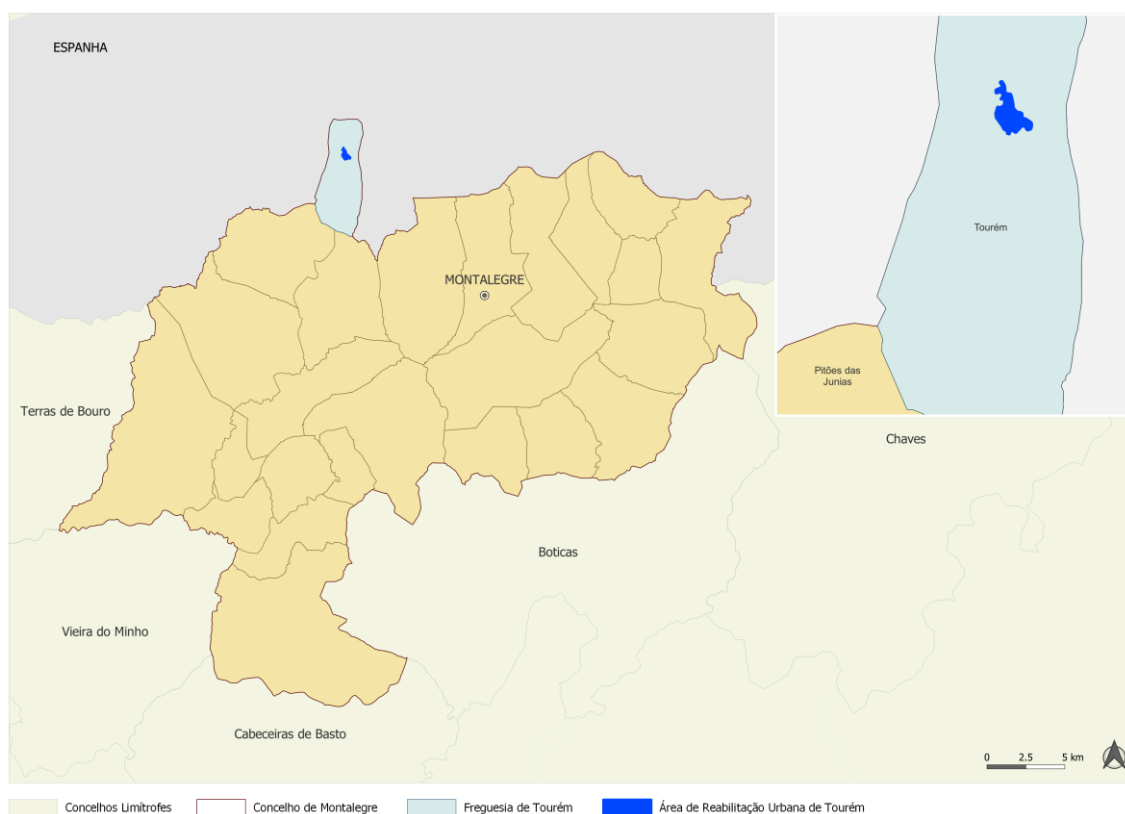 ESPANHA
MONTALEGRE
Tourém
Pitões das
Junias
Terras de Bouro
Chaves
Boticas
Vieira do Minho
Cabeceiras de Basto
0 2.5 5 km
Concelhos Limítrofes
Concelho de Montalegre
Freguesia de Tourém
Área de Reabilitação Urbana de Tourém